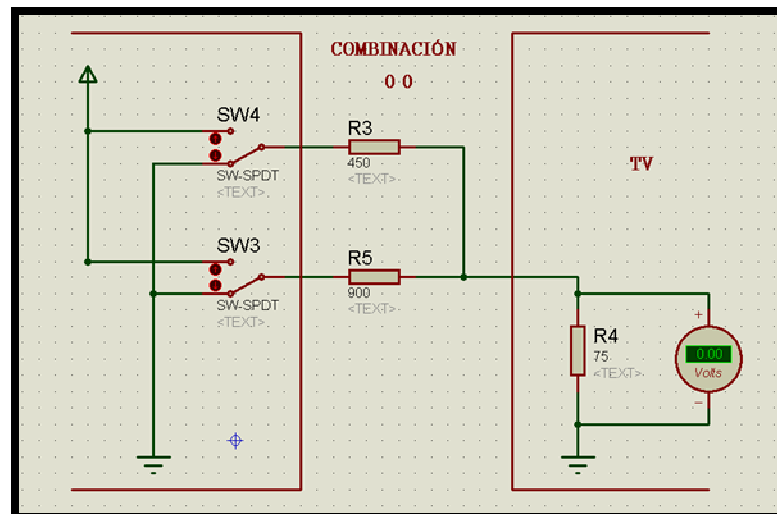 COMBINACIÓN
0 0
SW4
SW-SPDT
<TEXT>
R3
450
<TEXT>
TV
SW3
SW-SPDT
<TEXT>
R5
900
<TEXT>
R4
75
<TEXT>
+
0.00
Volts
−